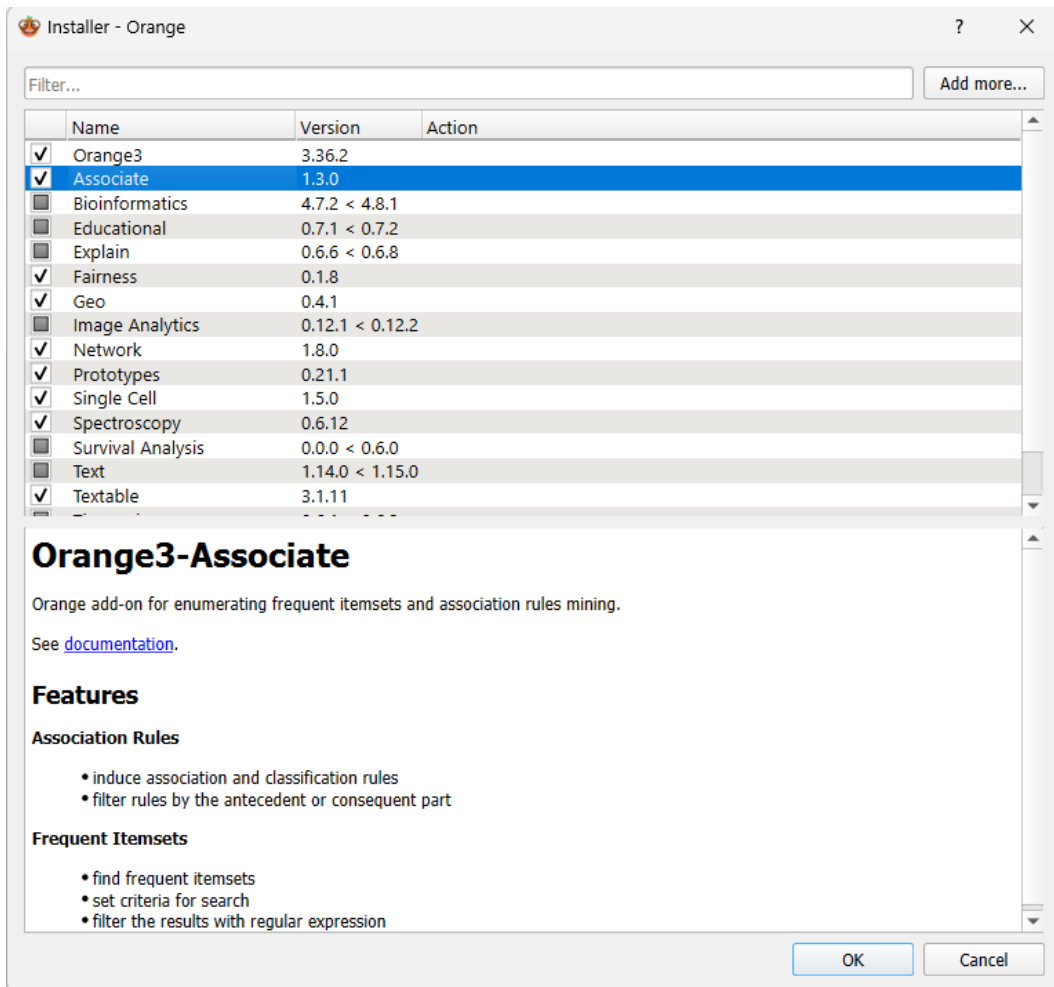 Installer - Orange ?
Filter... Add more...
Name Version Action
Orange3 3.36.2
Associate 1.3.0
Bioinformatics 4.7.2 < 4.8.1
Educational 0.7.1 < 0.7.2
Explain 0.6.6 < 0.6.8
Fairness 0.1.8
Geo 0.4.1
Image Analytics 0.12.1 < 0.12.2
Network 1.8.0
Prototypes 0.21.1
Single Cell 1.5.0
Spectroscopy 0.6.12
Survival Analysis 0.0.0 < 0.6.0
Text 1.14.0 < 1.15.0
Textable 3.1.11
Orange3-Associate
Orange add-on for enumerating frequent itemsets and association rules mining.
See documentation.
Features
Association Rules
• induce association and classification rules
• filter rules by the antecedent or consequent part
Frequent Itemsets
• find frequent itemsets
• set criteria for search
• filter the results with regular expression
OK Cancel